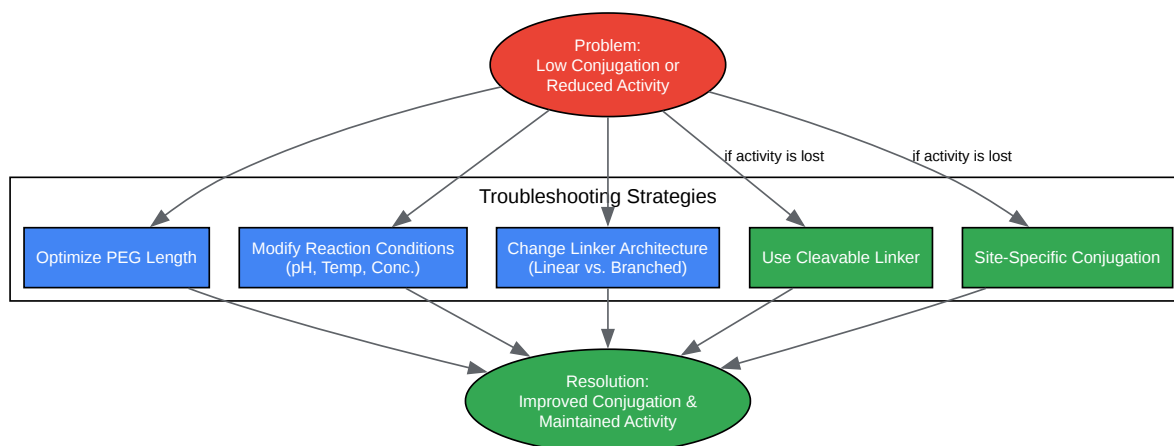 Problem:
Low Conjugation or
Reduced Activity
if activity is lost
if activity is lost
Troubleshooting Strategies
Optimize PEG Length
Modify Reaction Conditions
(pH, Temp, Conc.)
Change Linker Architecture
(Linear vs. Branched)
Use Cleavable Linker
Site-Specific Conjugation
Resolution:
Improved Conjugation &
Maintained Activity